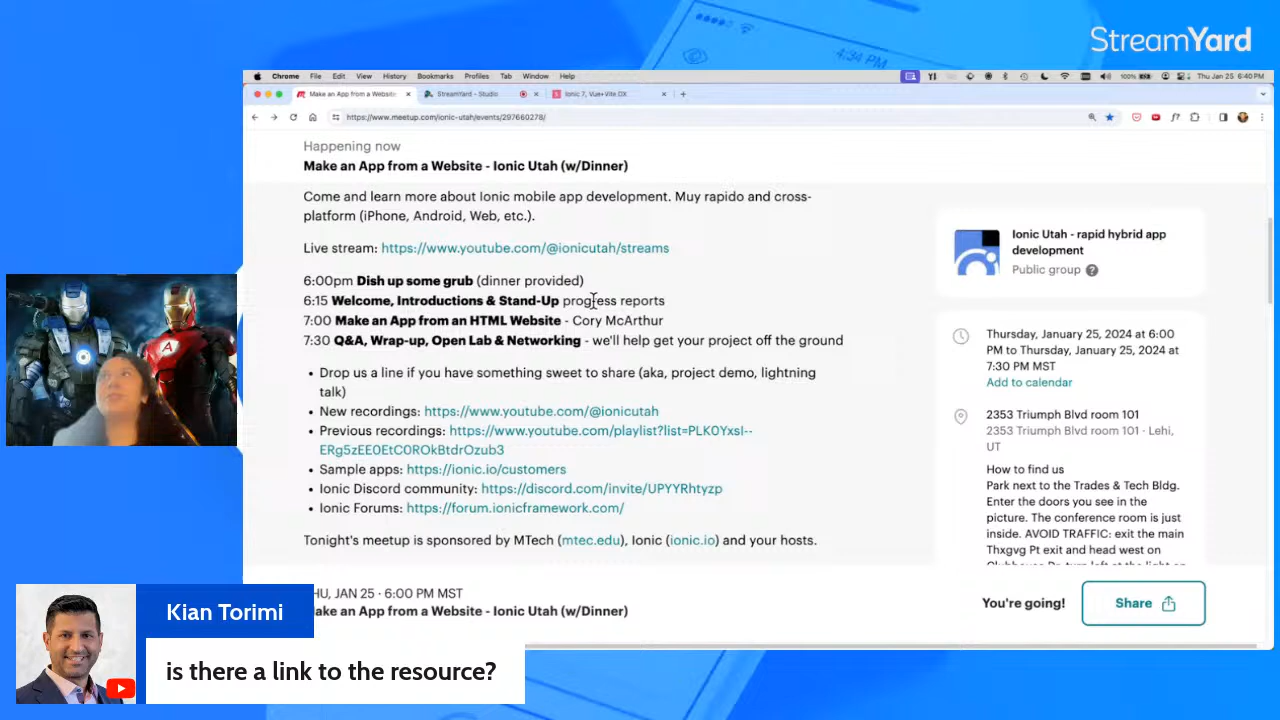 4:34 PM
StreamYard
Chrome File Edit View History Bookmarks Profiles Tab Window Help
100% Thu Jan 25 6:40 PM
Make an App from a Website StreamYard - Studio Ionic 7, Vue+Vite DX
https://www.meetup.com/ionic-utah/events/297660278/
Happening now
Make an App from a Website - Ionic Utah (w/Dinner)
Come and learn more about Ionic mobile app development. Muy rapido and cross-
platform (iPhone, Android, Web, etc.).
Live stream: https://www.youtube.com/@ionicutah/streams
6:00pm Dish up some grub (dinner provided)
6:15 Welcome, Introductions & Stand-Up progress reports
7:00 Make an App from an HTML Website - Cory McArthur
7:30 Q&A, Wrap-up, Open Lab & Networking - we'll help get your project off the ground
• Drop us a line if you have something sweet to share (aka, project demo, lightning
talk)
• New recordings: https://www.youtube.com/@ionicutah
• Previous recordings: https://www.youtube.com/playlist?list=PLK0YxsI--
ERg5zEE0EtC0ROkBtdrOzub3
• Sample apps: https://ionic.io/customers
• Ionic Discord community: https://discord.com/invite/UPYYRhtyzp
• Ionic Forums: https://forum.ionicframework.com/
Tonight's meetup is sponsored by MTech (mtec.edu), Ionic (ionic.io) and your hosts.
THU, JAN 25 · 6:00 PM MST
Make an App from a Website - Ionic Utah (w/Dinner)
Ionic Utah - rapid hybrid app
development
Public group ?
Thursday, January 25, 2024 at 6:00
PM to Thursday, January 25, 2024 at
7:30 PM MST
Add to calendar
2353 Triumph Blvd room 101
2353 Triumph Blvd room 101 · Lehi,
UT
How to find us
Park next to the Trades & Tech Bldg.
Enter the doors you see in the
picture. The conference room is just
inside. AVOID TRAFFIC: exit the main
Thxgvg Pt exit and head west on
You're going!
Share
Kian Torimi
is there a link to the resource?